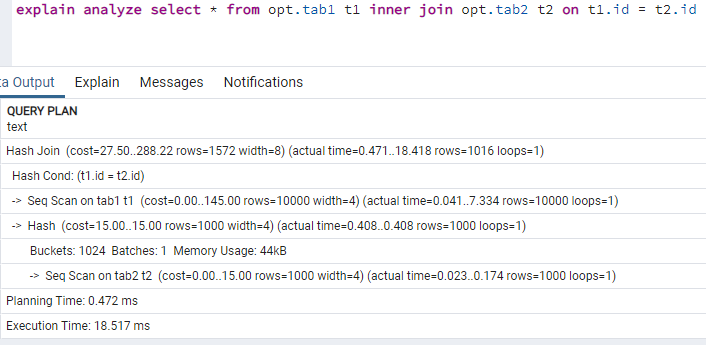 explain analyze select * from opt.tab1 t1 inner join opt.tab2 t2 on t1.id = t2.id
ta Output Explain Messages Notifications
QUERY PLAN
text
Hash Join (cost=27.50..288.22 rows=1572 width=8) (actual time=0.471..18.418 rows=1016 loops=1)
Hash Cond: (t1.id = t2.id)
-> Seq Scan on tab1 t1 (cost=0.00..145.00 rows=10000 width=4) (actual time=0.041..7.334 rows=10000 loops=1)
-> Hash (cost=15.00..15.00 rows=1000 width=4) (actual time=0.408..0.408 rows=1000 loops=1)
Buckets: 1024 Batches: 1 Memory Usage: 44kB
-> Seq Scan on tab2 t2 (cost=0.00..15.00 rows=1000 width=4) (actual time=0.023..0.174 rows=1000 loops=1)
Planning Time: 0.472 ms
Execution Time: 18.517 ms